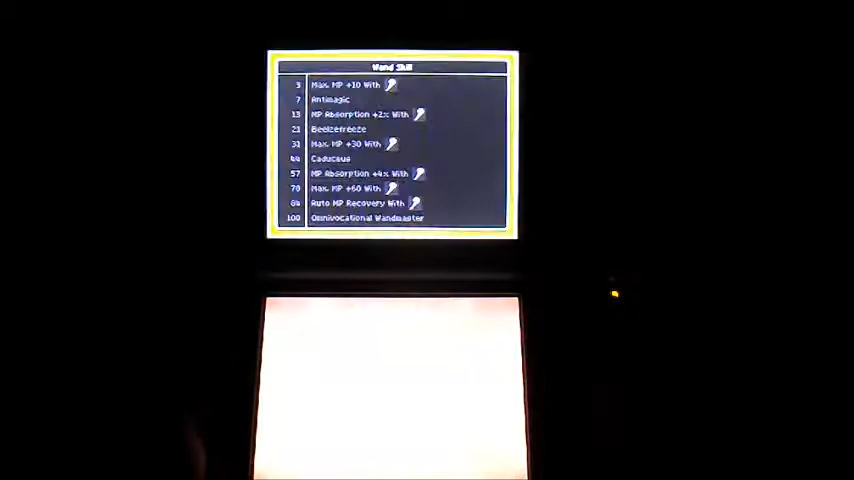 Wand Skill
3 Max. MP +10 With
7 Antimagic
13 MP Absorption +2% With
21 Beelzefreeze
31 Max. MP +30 With
44 Caduceus
57 MP Absorption +4% With
70 Max. MP +60 With
84 Auto MP Recovery With
100 Omnivocational Wandmaster